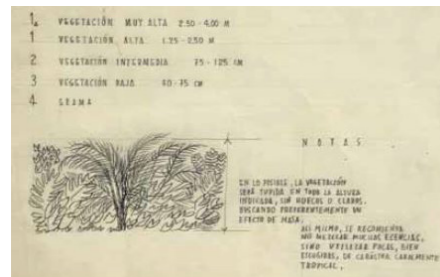 1a VEGETACIÓN MUY ALTA 2.50 - 4,00 M
1 VEGETACIÓN ALTA 1.25 - 2.50 M
2 VEGETACIÓN INTERMEDIA 75 - 125 CM
3 VEGETACIÓN BAJA 40 - 75 CM
4 GRAMA
NOTAS
EN LO POSIBLE, LA VEGETACIÓN
SERÁ TUPIDA EN TODA LA ALTURA
INDICADA, SIN HUECOS O CLAROS,
BUSCANDO PREFERENTEMENTE UN
EFECTO DE MASA.
ASÍ MISMO, SE RECOMIENDA
NO MEZCLAR MUCHAS ESENCIAS,
SINO UTILIZAR POCAS, BIEN
ESCOGIDAS, DE CARÁCTER CLARAMENTE
TROPICAL,